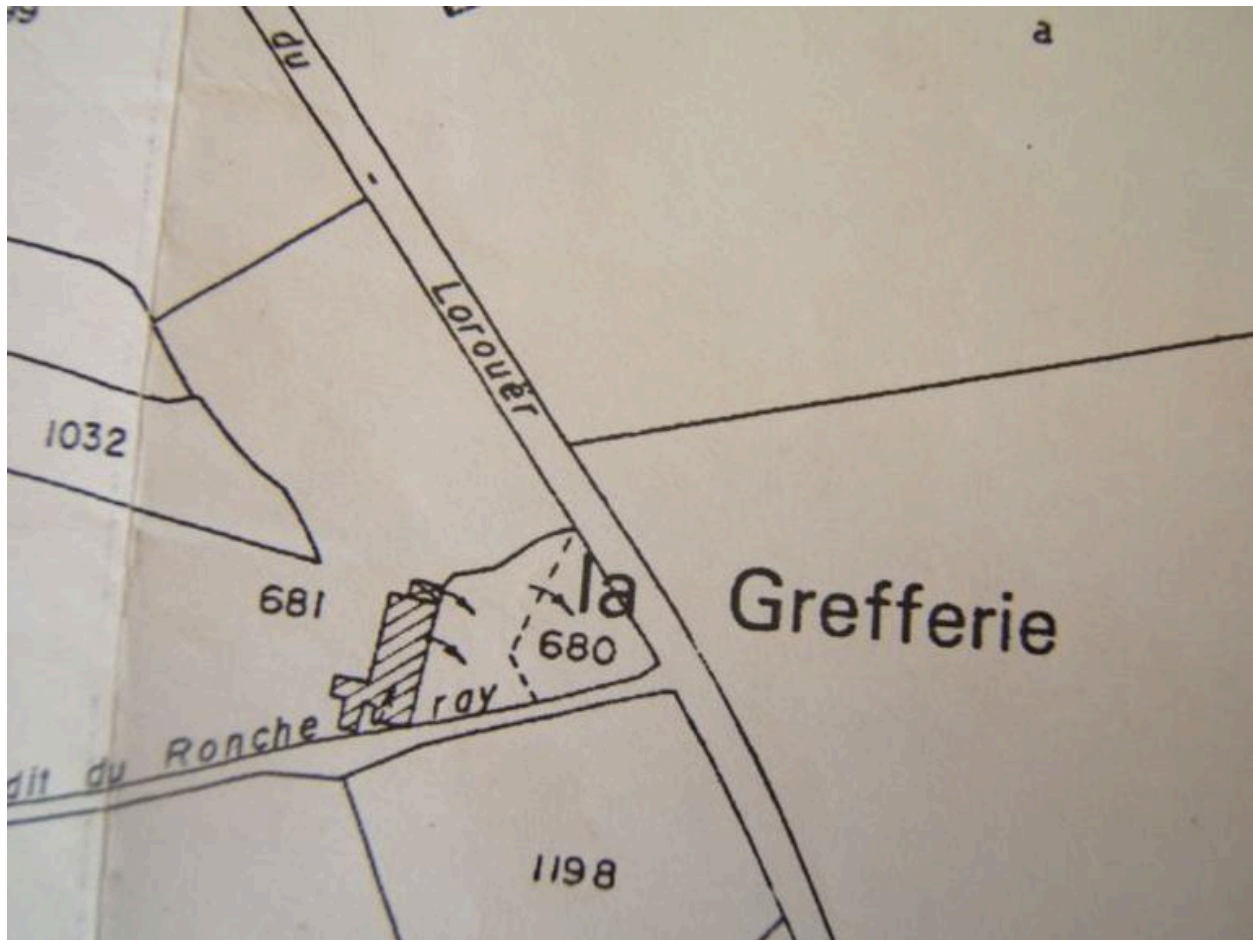 du
a
Lorouër
1032
681
la Grefferie
680
dit du Ronche ray
1198